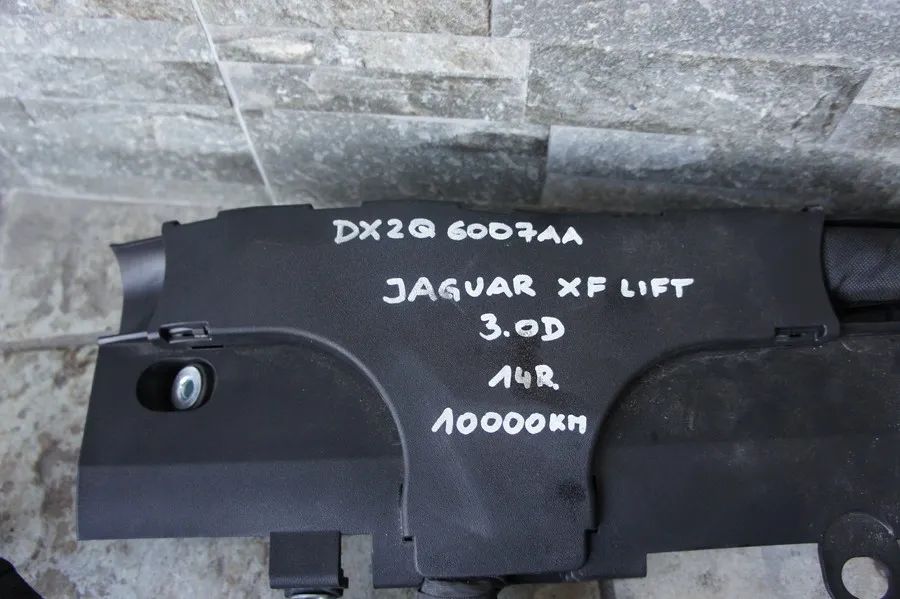 DX2Q 6007AA
JAGUAR XF LIFT
3.0D
14R.
10000KM